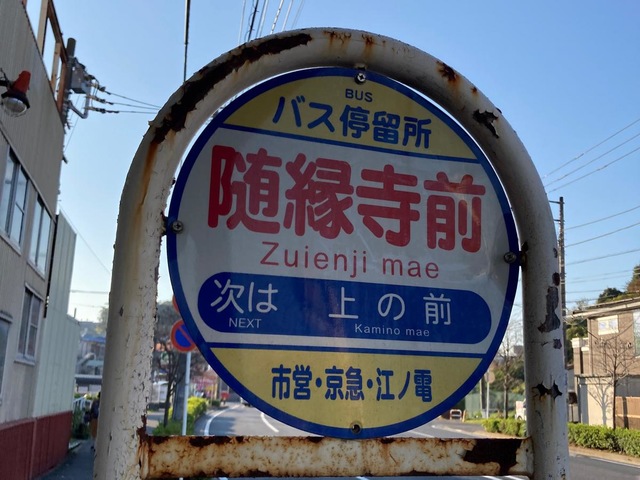 BUS
バス停留所
随縁寺前
Zuienji mae
次は 上の前
NEXT Kamino mae
市営・京急・江ノ電